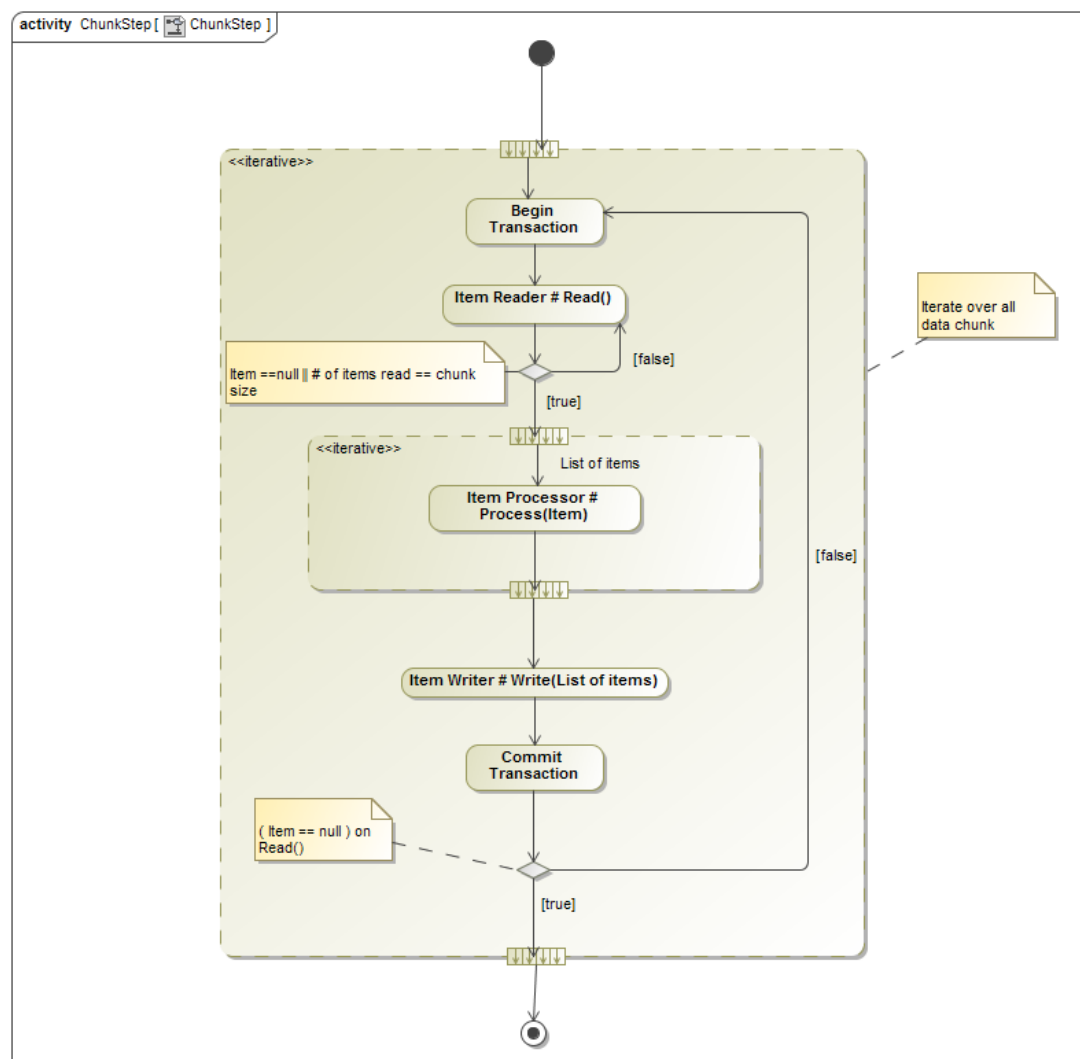 activity ChunkStep [ ChunkStep ]
<<iterative>>
Begin
Transaction
Item Reader # Read()
Iterate over all
data chunk
[false]
Item ==null || # of items read == chunk
size
[true]
<<iterative>>
List of items
Item Processor #
Process(Item)
[false]
Item Writer # Write(List of items)
Commit
Transaction
( Item == null ) on
Read()
[true]